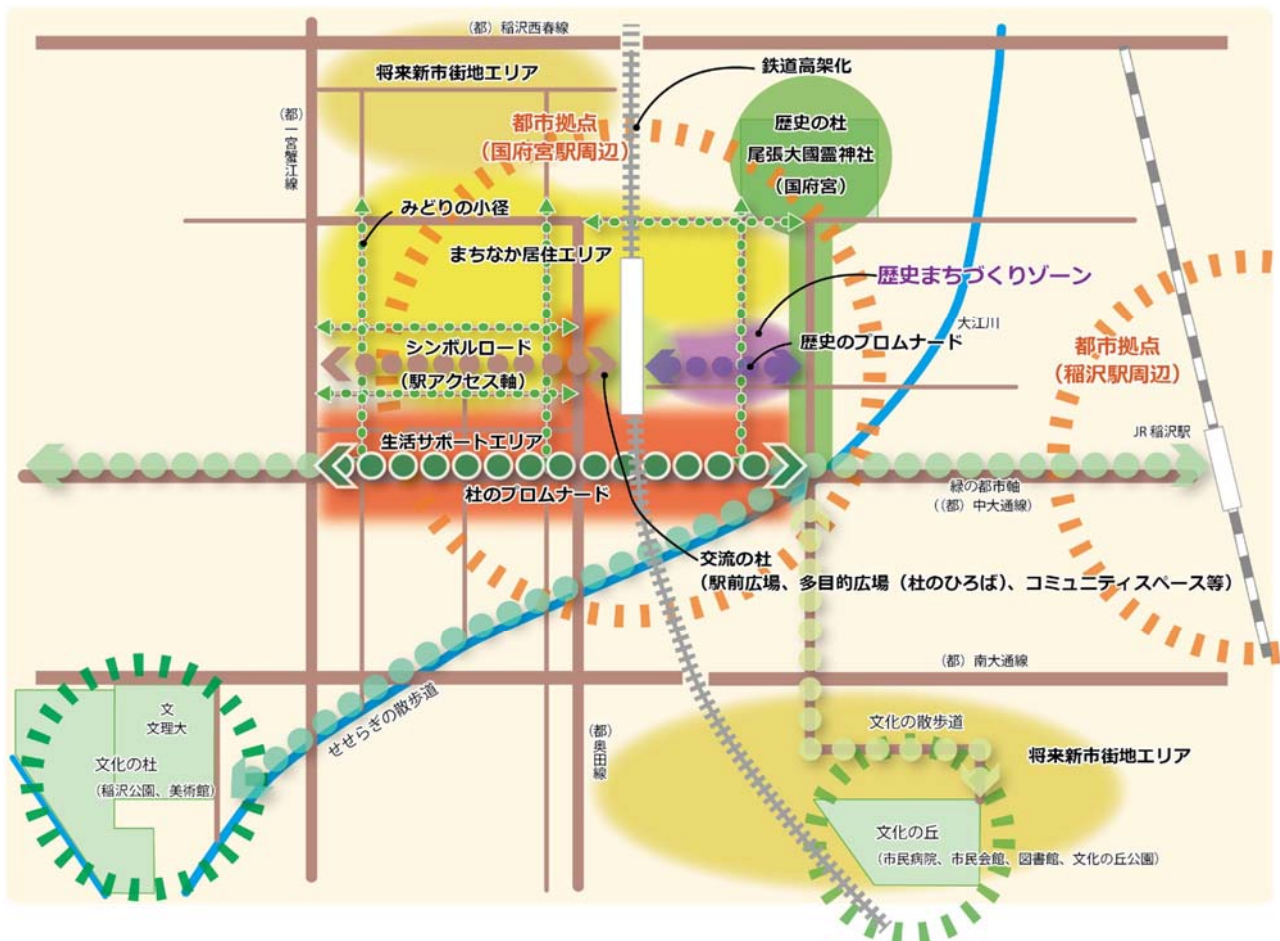 (都) 稲沢西春線
将来新市街地エリア
鉄道高架化
(都) 一宮蟹江線
都市拠点
(国府宮駅周辺)
歴史の杜
尾張大國霊神社
(国府宮)
みどりの小径
まちなか居住エリア
歴史まちづくりゾーン
大江川
シンボルロード
(駅アクセス軸)
歴史のプロムナード
都市拠点
(稲沢駅周辺)
生活サポートエリア
JR 稲沢駅
杜のプロムナード
緑の都市軸
((都) 中大通線)
交流の杜
(駅前広場、多目的広場(杜のひろば)、コミュニティスペース等)
(都) 南大通線
せせらぎの散歩道
文
文理大
文化の杜
(稲沢公園、美術館)
(都) 奥田線
文化の散歩道
将来新市街地エリア
文化の丘
(市民病院、市民会館、図書館、文化の丘公園)